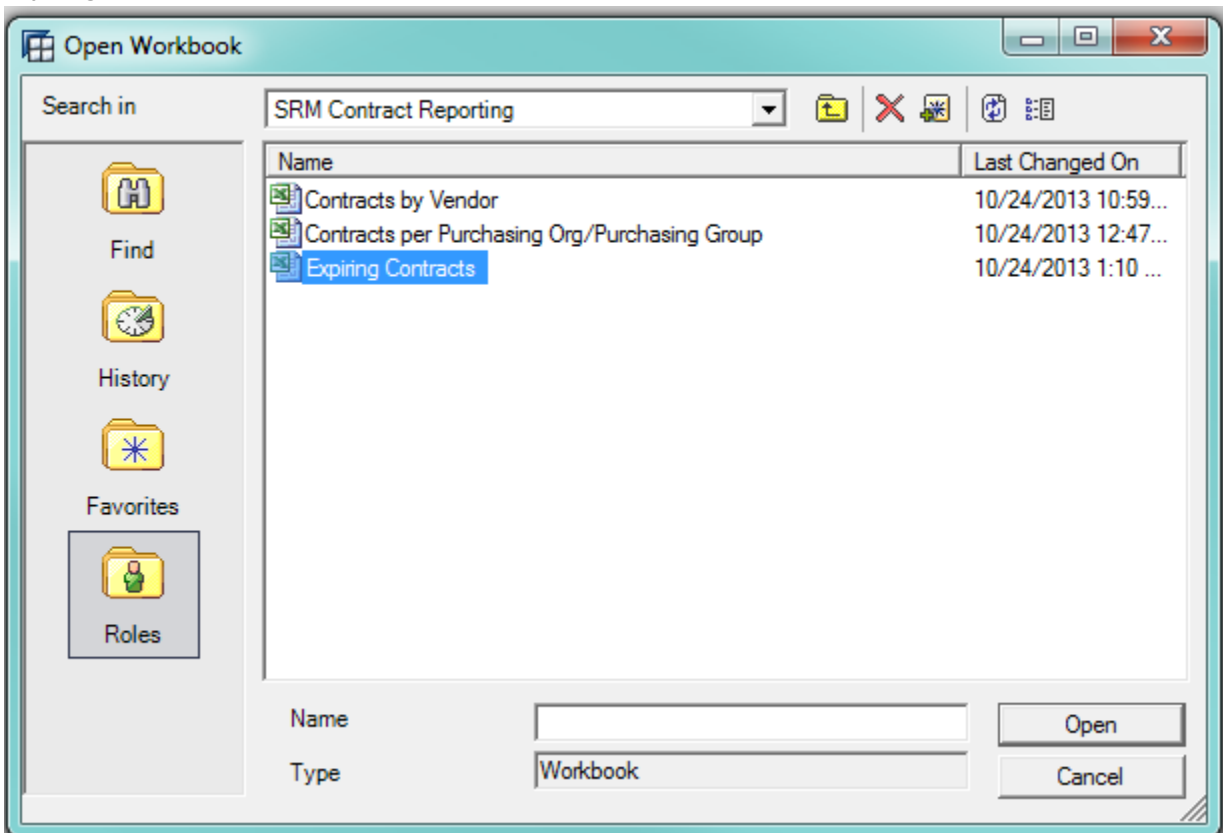 Open Workbook
Search in
SRM Contract Reporting
Name Last Changed On
Contracts by Vendor 10/24/2013 10:59...
Contracts per Purchasing Org/Purchasing Group 10/24/2013 12:47...
Expiring Contracts 10/24/2013 1:10 ...
Find
History
Favorites
Roles
Name
Open
Type Workbook
Cancel